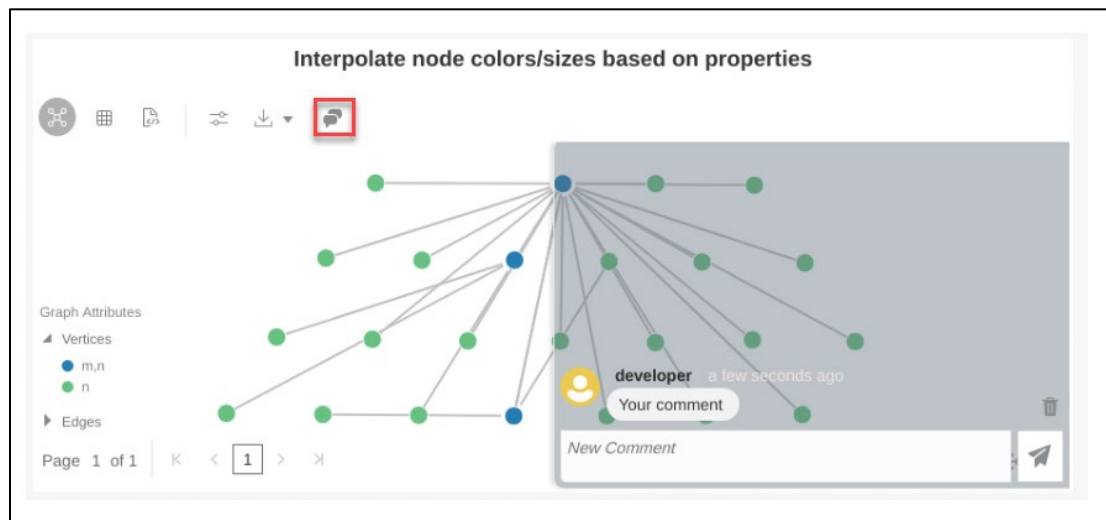 Interpolate node colors/sizes based on properties
Graph Attributes
Vertices
m,n
n
Edges
developer a few seconds ago
Your comment
New Comment
Page 1 of 1 K < 1 >